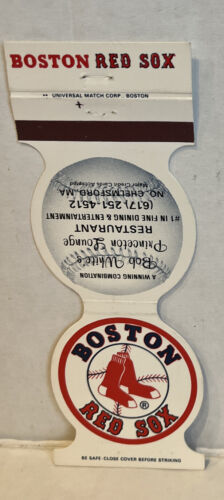 BOSTON RED SOX
•• UNIVERSAL MATCH CORP., BOSTON
A WINNING COMBINATION
Bob White's
Princeton Lounge
RESTAURANT
#1 IN FINE DINING & ENTERTAINMENT
(617) 251-4512
NO. CHELMSFORD, MA
Major Credit Cards Accepted
BOSTON
RED SOX
®
BE SAFE-CLOSE COVER BEFORE STRIKING